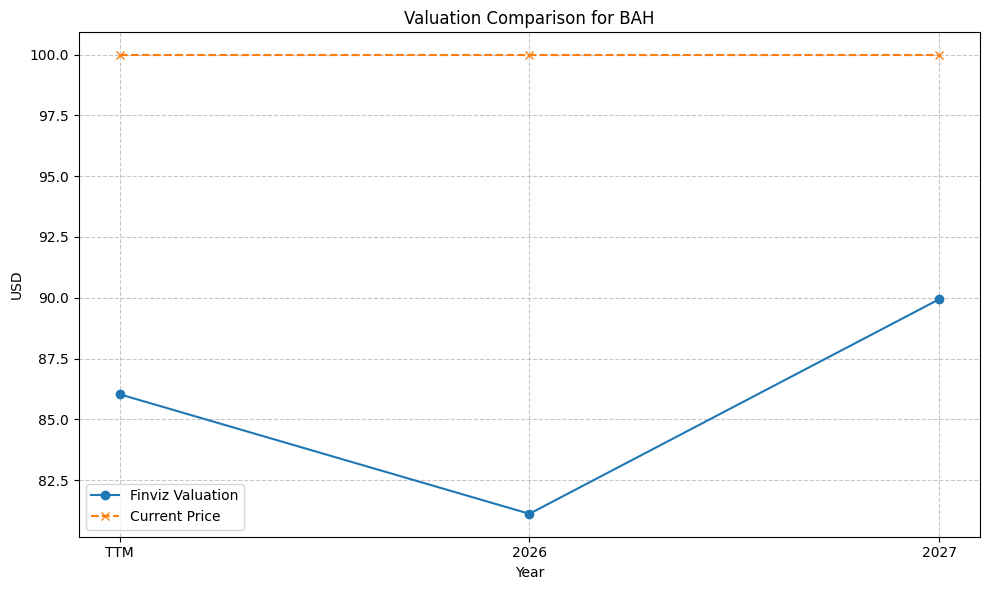 Valuation Comparison for BAH
100.0
97.5
95.0
92.5
90.0
87.5
85.0
82.5
USD
Finviz Valuation
Current Price
TTM
2026
2027
Year